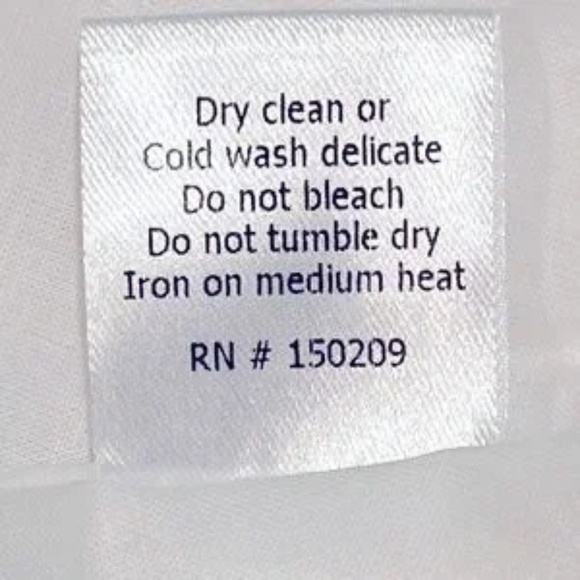 Dry clean or
Cold wash delicate
Do not bleach
Do not tumble dry
Iron on medium heat
RN # 150209